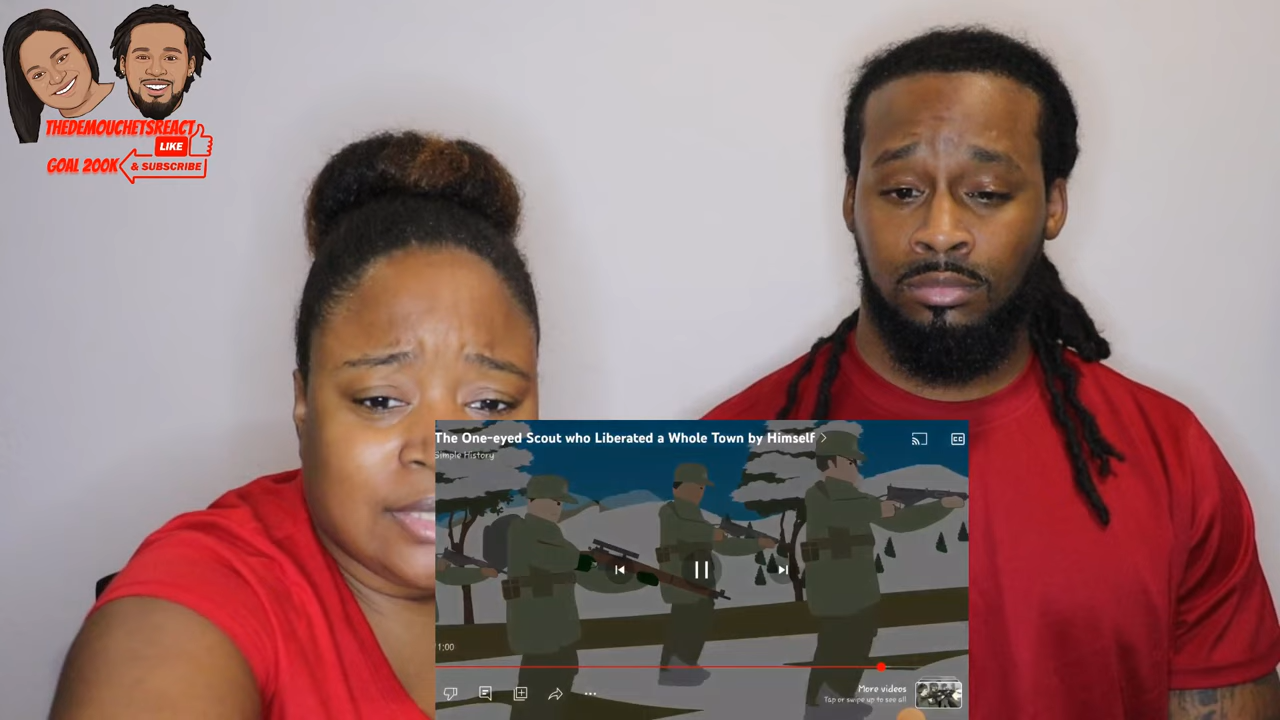 THEDEMOUCHETSREACT
LIKE
GOAL 200K
& SUBSCRIBE
The One-eyed Scout who Liberated a Whole Town by Himself
CC
Simple History
1:00
More videos
Tap or swipe up to see all